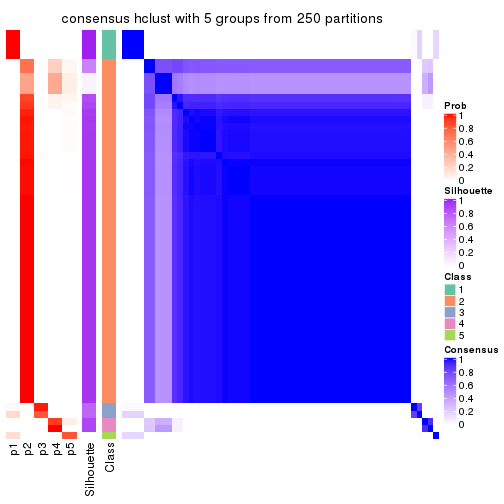 consensus hclust with 5 groups from 250 partitions
Prob
1
0.8
0.6
0.4
0.2
0
Silhouette
1
0.8
0.6
0.4
0.2
0
Class
1
2
3
4
5
Consensus
1
0.8
0.6
0.4
0.2
0
p1
p2
p3
p4
p5
Silhouette
Class